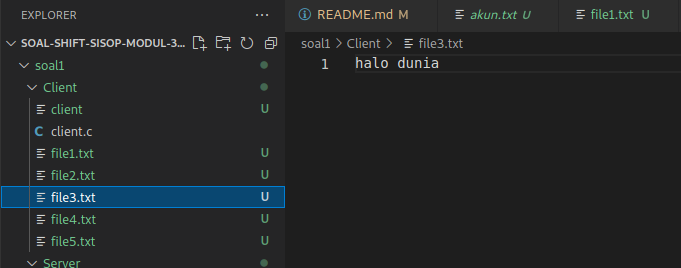 EXPLORER
SOAL-SHIFT-SISOP-MODUL-3...
soal1
Client
client U
C client.c
file1.txt U
file2.txt U
file3.txt U
file4.txt U
file5.txt U
Server
README.md M akun.txt U file1.txt U
soal1 > Client > file3.txt
1 halo dunia